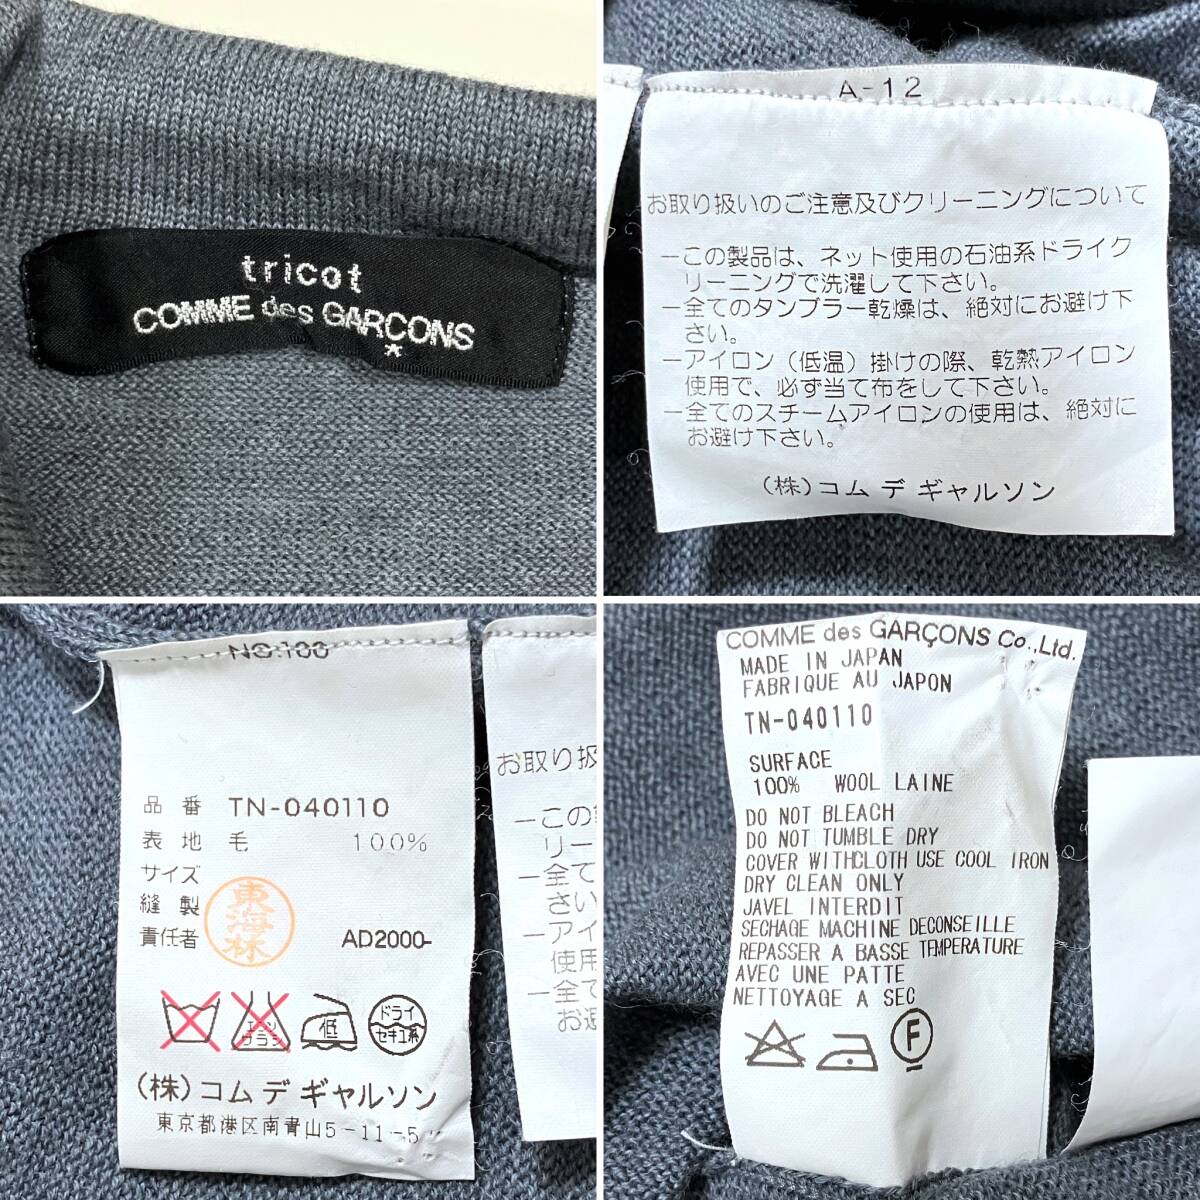 tricot
COMME des GARÇONS
*
A-12
お取り扱いのご注意及びクリーニングについて
ーこの製品は、ネット使用の石油系ドライク
リーニングで洗濯して下さい。
ー全てのタンブラー乾燥は、絶対にお避け下
さい。
ーアイロン（低温）掛けの際、乾熱アイロン
使用で、必ず当て布をして下さい。
ー全てのスチームアイロンの使用は、絶対に
お避け下さい。
（株）コム デ ギャルソン
NO:100
品番 TN-040110
表地 毛 100%
サイズ
縫製
責任者
東海林
AD2000-
エンソ
ヅラシ
低
ドライ
セキユ系
（株）コム デ ギャルソン
東京都港区南青山5-11-5
お取り扱
ーこの
リー
ー全て
さい
ーアイ
使用
ー全て
お避
COMME des GARÇONS Co.,Ltd.
MADE IN JAPAN
FABRIQUE AU JAPON
TN-040110
SURFACE
100% WOOL LAINE
DO NOT BLEACH
DO NOT TUMBLE DRY
COVER WITHCLOTH USE COOL IRON
DRY CLEAN ONLY
JAVEL INTERDIT
SECHAGE MACHINE DECONSEILLE
REPASSER A BASSE TEMPERATURE
AVEC UNE PATTE
NETTOYAGE A SEC
F